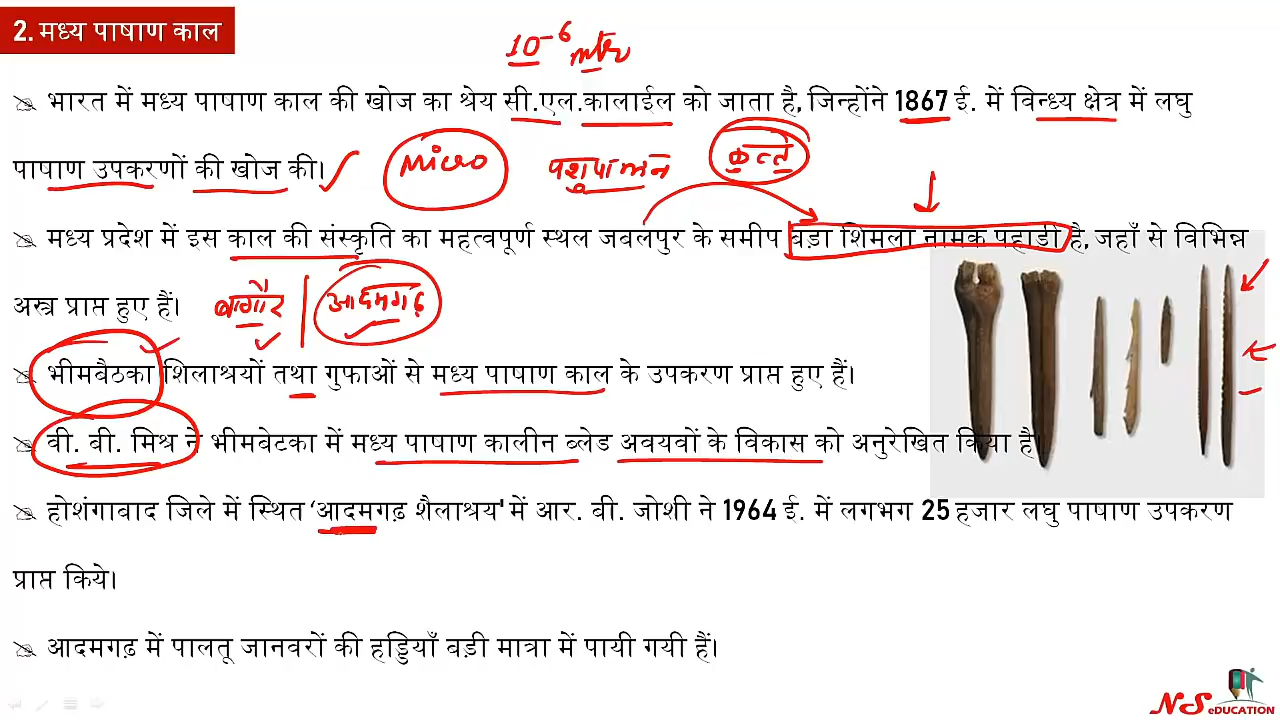 2. मध्य पाषाण काल
10⁻⁶ mtr
भारत में मध्य पाषाण काल की खोज का श्रेय सी.एल.कालाईल को जाता है, जिन्होंने 1867 ई. में विन्ध्य क्षेत्र में लघु
पाषाण उपकरणों की खोज की। Micro पशुपालन कुत्ते
मध्य प्रदेश में इस काल की संस्कृति का महत्वपूर्ण स्थल जबलपुर के समीप बड़ा शिमला नामक पहाडी है, जहाँ से विभिन्न
अस्त्र प्राप्त हुए हैं। बागौर आदमगढ़
भीमबैठका शिलाश्रयों तथा गुफाओं से मध्य पाषाण काल के उपकरण प्राप्त हुए हैं।
वी. बी. मिश्र ने भीमबेटका में मध्य पाषाण कालीन ब्लेड अवयवों के विकास को अनुरेखित किया है।
होशंगाबाद जिले में स्थित ‘आदमगढ़ शैलाश्रय' में आर. वी. जोशी ने 1964 ई. में लगभग 25 हजार लघु पाषाण उपकरण
प्राप्त किये।
आदमगढ़ में पालतू जानवरों की हड्डियाँ बड़ी मात्रा में पायी गयी हैं।
NS eDUCATION